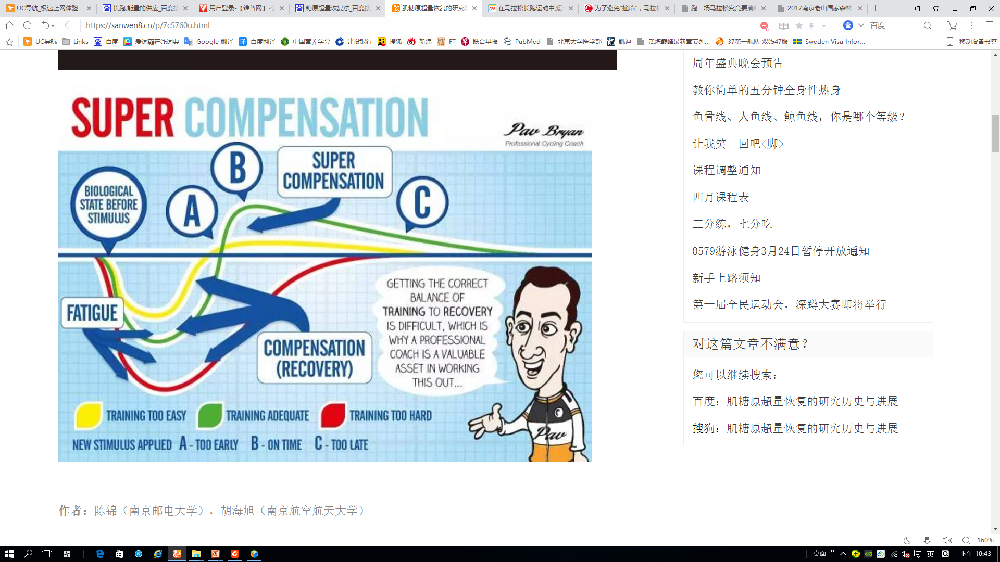 UC导航_极速上网体验
长跑,能量的供应_百度搜
用户登录-【维普网】-仓
糖原超量恢复法_百度搜
肌糖原超量恢复的研究历
在马拉松长跑运动中,运动
为了避免“撞墙”，马拉松
跑一场马拉松究竟要消耗
2017南京老山国家森林
https://sanwen8.cn/p/7c5760u.html
百度
UC导航
Links
百度
爱词霸在线词典
Google 翻译
百度翻译
中国营养学会
建设银行
搜狐
新浪
FT
联合早报
PubMed
北京大学医学部
凯迪
武炼巅峰最新章节列...
37第一舰队 双线47服
Sweden Visa Infor...
移动设备书签
SUPER COMPENSATION
Pav Bryan
Professional Cycling Coach
BIOLOGICAL
STATE BEFORE
STIMULUS
A
B
SUPER
COMPENSATION
C
FATIGUE
COMPENSATION
(RECOVERY)
GETTING THE CORRECT
BALANCE OF
TRAINING TO RECOVERY
IS DIFFICULT, WHICH IS
WHY A PROFESSIONAL
COACH IS A VALUABLE
ASSET IN WORKING
THIS OUT...
Pav
TRAINING TOO EASY
TRAINING ADEQUATE
TRAINING TOO HARD
NEW STIMULUS APPLIED A - TOO EARLY B - ON TIME C - TOO LATE
作者：陈锦（南京邮电大学），胡海旭（南京航空航天大学）
周年盛典晚会预告
教你简单的五分钟全身性热身
鱼骨线、人鱼线、鲸鱼线，你是哪个等级？
让我笑一回吧<脚>
课程调整通知
四月课程表
三分练，七分吃
0579游泳健身3月24日暂停开放通知
新手上路须知
第一届全民运动会，深蹲大赛即将举行
对这篇文章不满意？
您可以继续搜索：
百度：肌糖原超量恢复的研究历史与进展
搜狗：肌糖原超量恢复的研究历史与进展
160%
桌面
英
下午 10:43